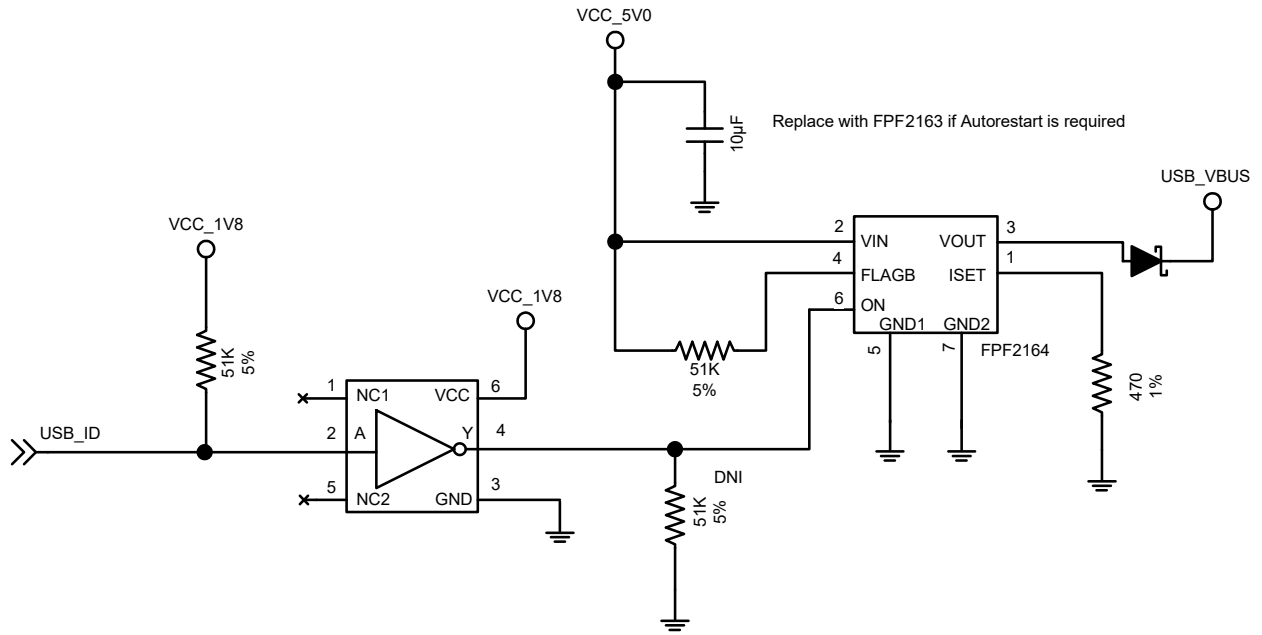 VCC_5V0
10µF
Replace with FPF2163 if Autorestart is required
USB_VBUS
VCC_1V8
51K
5%
VCC_1V8
2
VIN
VOUT
3
4
FLAGB
ISET
1
6
ON
GND1
GND2
5
7
FPF2164
51K
5%
470
1%
1
NC1
VCC
6
USB_ID
2
A
Y
4
5
NC2
GND
3
DNI
51K
5%